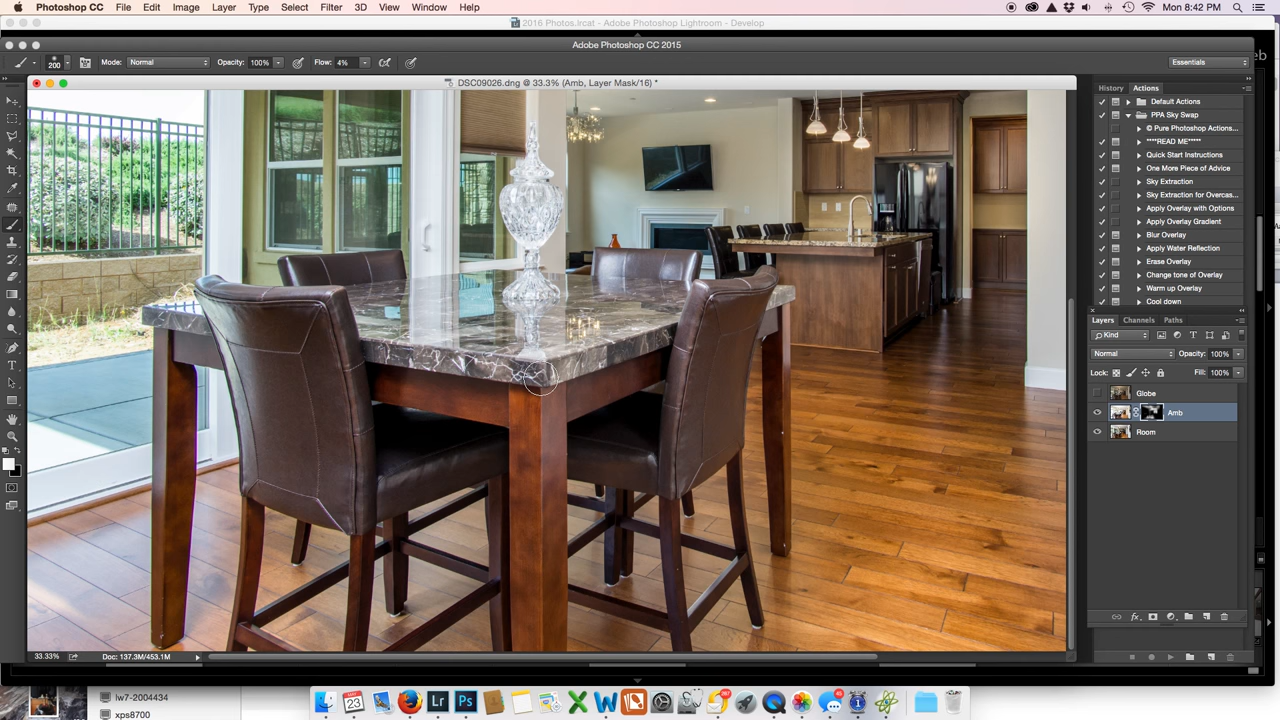 Photoshop CC File Edit Image Layer Type Select Filter 3D View Window Help Mon 8:42 PM
2016 Photos.lrcat - Adobe Photoshop Lightroom - Develop
Adobe Photoshop CC 2015
200 Mode: Normal Opacity: 100% Flow: 4% Essentials
DSC09026.dng @ 33.3% (Amb, Layer Mask/16) *
History Actions
Default Actions
PPA Sky Swap
© Pure Photoshop Actions...
****READ ME*****
Quick Start Instructions
One More Piece of Advice
Sky Extraction
Sky Extraction for Overcas...
Apply Overlay with Options
Apply Overlay Gradient
Blur Overlay
Apply Water Reflection
Erase Overlay
Change tone of Overlay
Warm up Overlay
Cool down
Layers Channels Paths
Kind
Normal Opacity: 100%
Lock: Fill: 100%
Globe
Amb
Room
33.33% Doc: 137.3M/453.1M
lw7-2004434
xps8700
MAY
23
Lr
Ps